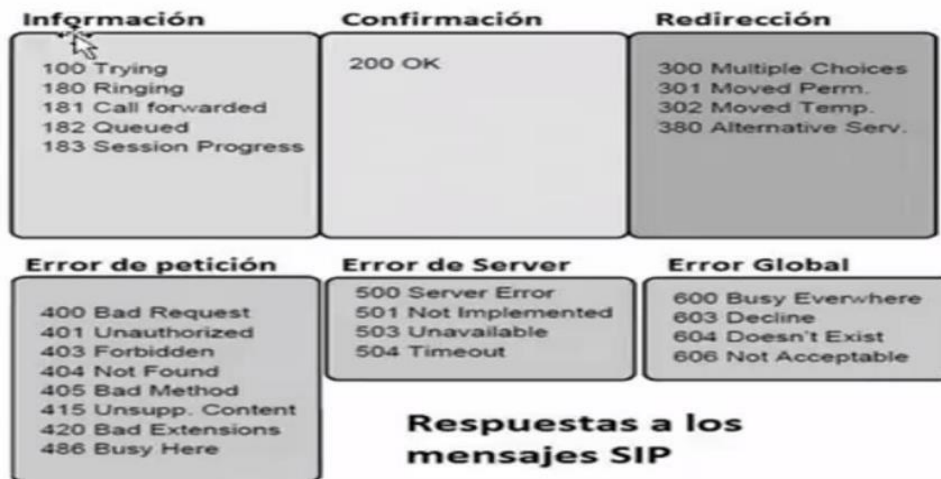 Información
100 Trying
180 Ringing
181 Call forwarded
182 Queued
183 Session Progress
Confirmación
200 OK
Redirección
300 Multiple Choices
301 Moved Perm.
302 Moved Temp.
380 Alternative Serv.
Error de petición
400 Bad Request
401 Unauthorized
403 Forbidden
404 Not Found
405 Bad Method
415 Unsupp. Content
420 Bad Extensions
486 Busy Here
Error de Server
500 Server Error
501 Not Implemented
503 Unavailable
504 Timeout
Error Global
600 Busy Everwhere
603 Decline
604 Doesn't Exist
606 Not Acceptable
Respuestas a los
mensajes SIP